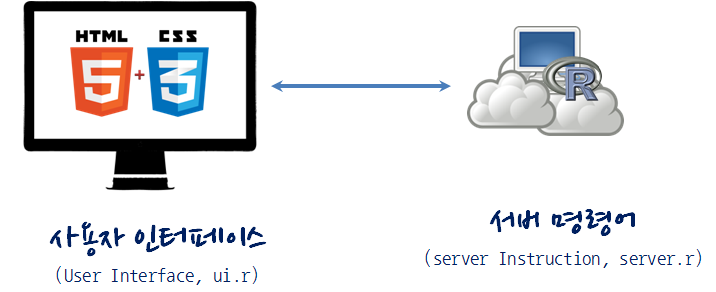 HTML CSS
5 + 3
R
사용자 인터페이스
(User Interface, ui.r)
서버 명령어
(server Instruction, server.r)